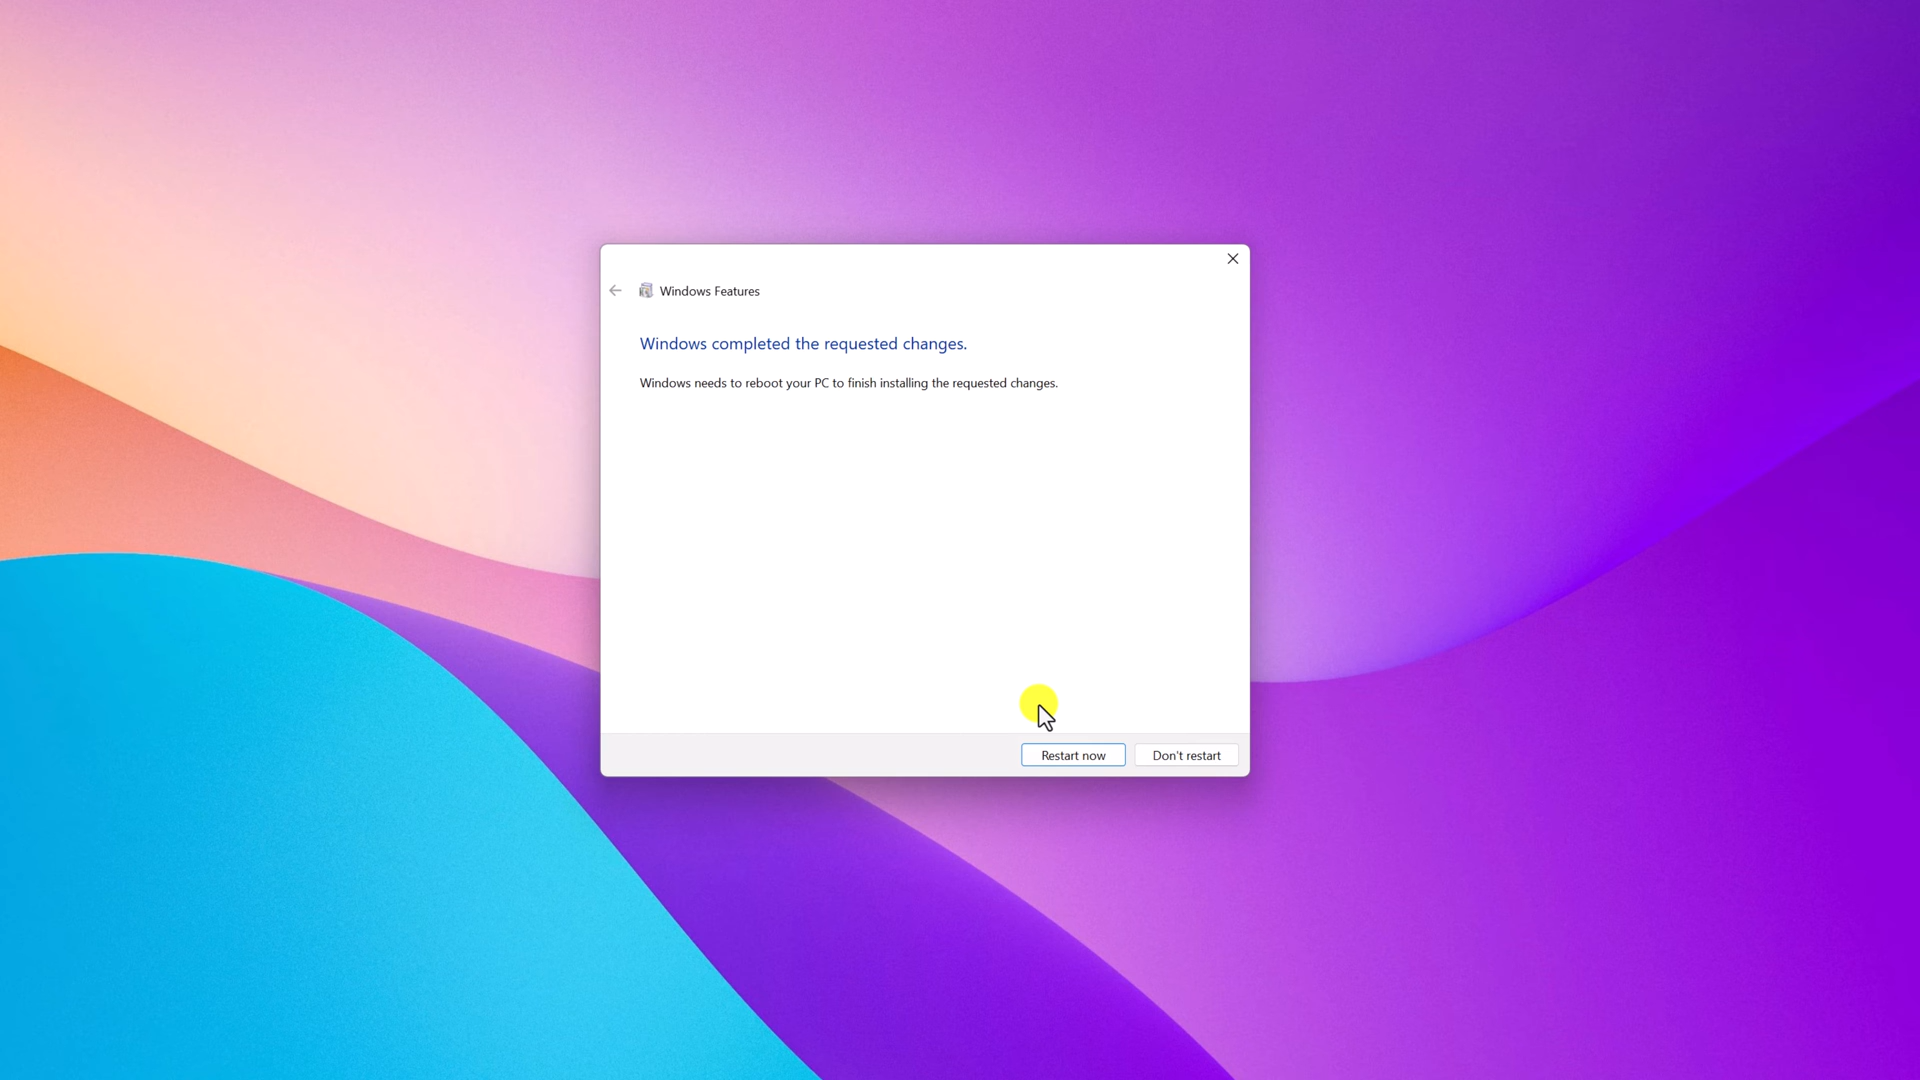 Windows Features
Windows completed the requested changes.
Windows needs to reboot your PC to finish installing the requested changes.
Restart now
Don't restart